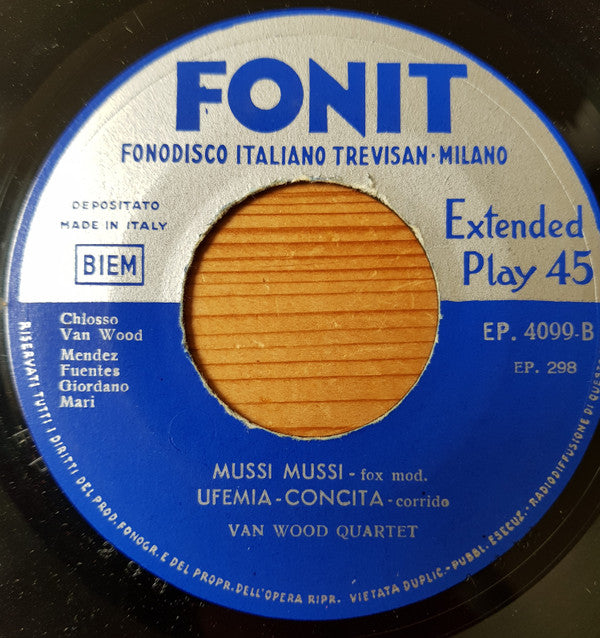 FONIT
FONODISCO ITALIANO TREVISAN·MILANO
DEPOSITATO
MADE IN ITALY
BIEM
Extended
Play 45
Chiosso
Van Wood
Mendez
Fuentes
Giordano
Mari
EP. 4099-B
EP. 298
MUSSI MUSSI - fox mod.
UFEMIA - CONCITA - corrido
VAN WOOD QUARTET
RISERVATI TUTTI I DIRITTI DEL PROD. FONOGR. E DEL PROPR. DELL'OPERA RIPR. VIETATA DUPLIC.- PUBBL. ESECUZ. - RADIODIFFUSIONE DI